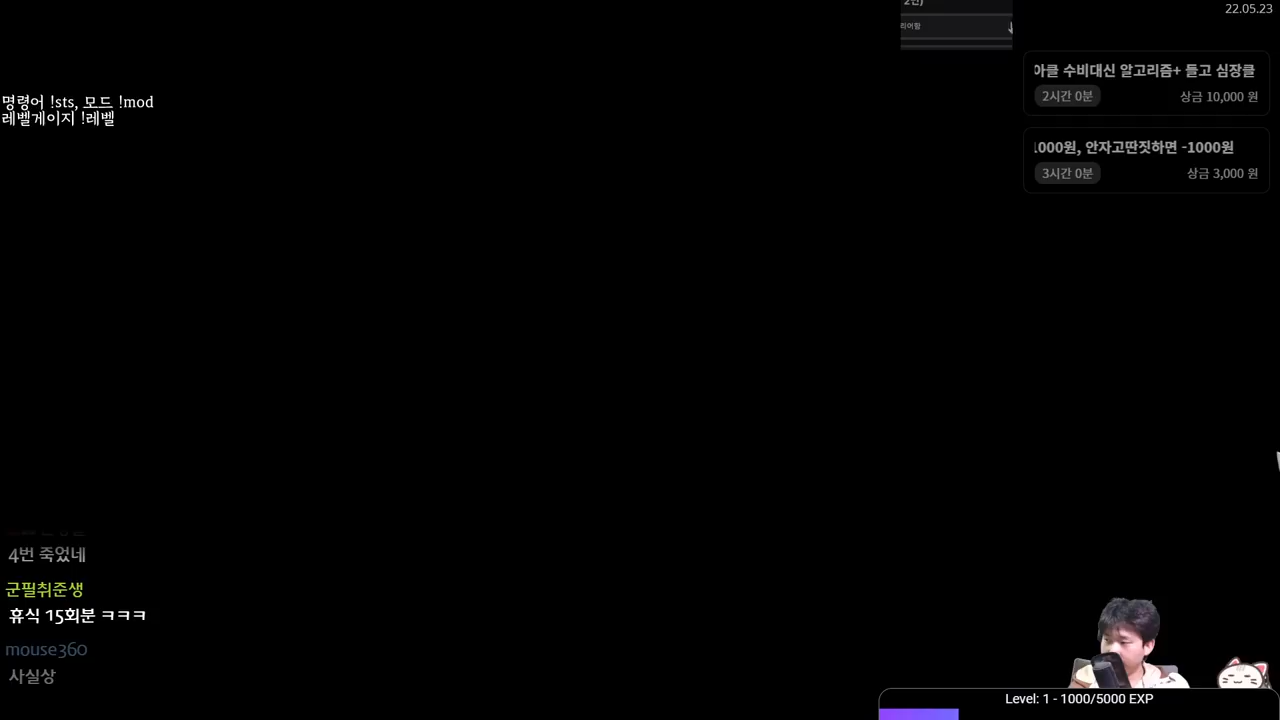 22.05.23
리어항
아클 수비대신 알고리즘+ 들고 심장클
2시간 0분
상금 10,000 원
명령어 !sts, 모드 !mod
레벨게이지 !레벨
1000원, 안자고딴짓하면 -1000원
3시간 0분
상금 3,000 원
4번 죽었네
군필취준생
휴식 15회분 ㅋㅋㅋ
mouse360
사실상
Level: 1 - 1000/5000 EXP